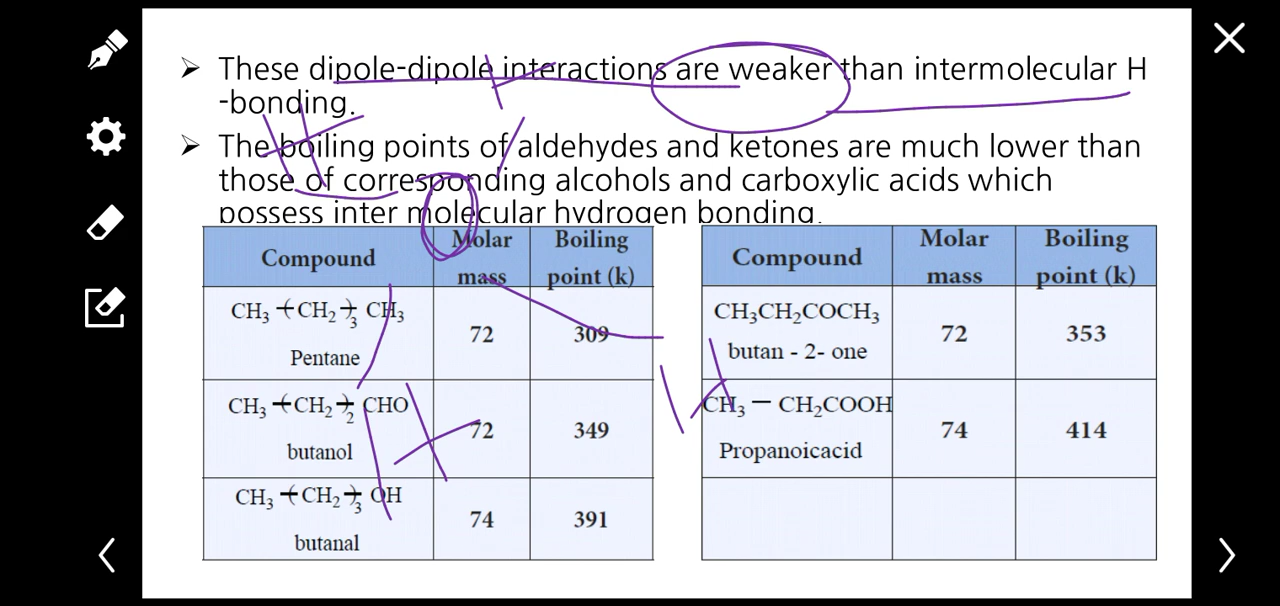 ➢ These dipole-dipole interactions are weaker than intermolecular H
-bonding.
➢ The boiling points of aldehydes and ketones are much lower than
those of corresponding alcohols and carboxylic acids which
possess inter molecular hydrogen bonding.
Compound Molar mass Boiling point (k)
CH₃ ─(CH₂─)₃ CH₃
Pentane
72 309
CH₃ ─(CH₂─)₂ CHO
butanol
72 349
CH₃ ─(CH₂─)₃ OH
butanal
74 391
Compound Molar mass Boiling point (k)
CH₃CH₂COCH₃
butan - 2- one
72 353
CH₃ — CH₂COOH
Propanoicacid
74 414
H
H
H